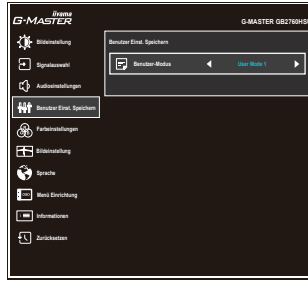 iiyama
G-MASTER
G-MASTER GB2760HSU
Bildeinstellung
Signalauswahl
Audioeinstellungen
Benutzer Einst. Speichern
Farbeinstellungen
Bildeinstellung
Sprache
Menü Einrichtung
Informationen
Zurücksetzen
Benutzer Einst. Speichern
Benutzer-Modus
User Mode 1